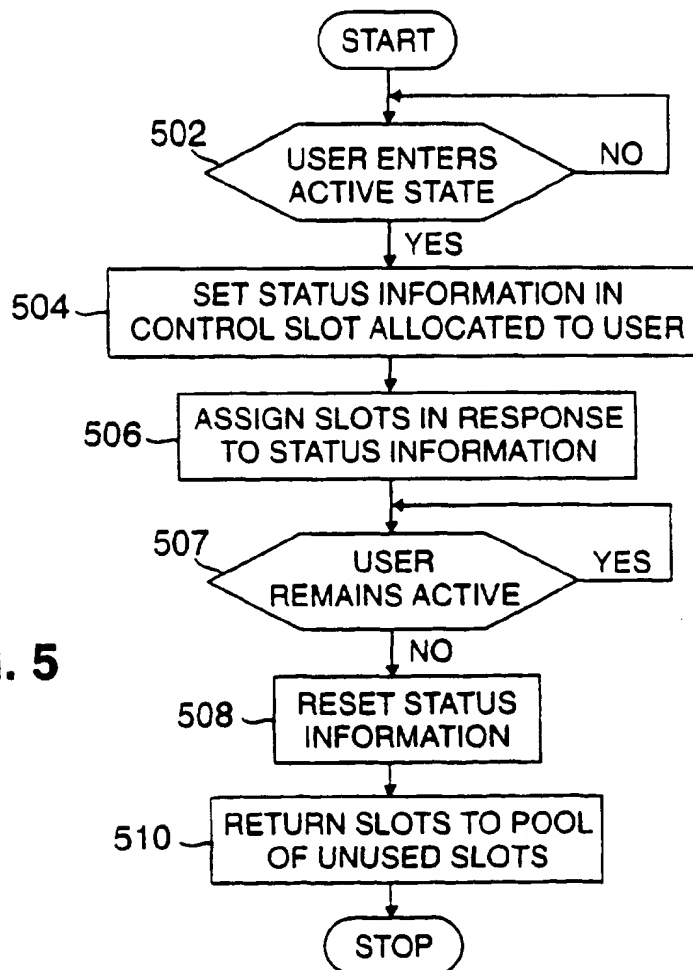 START
502
USER ENTERS
ACTIVE STATE
NO
YES
504
SET STATUS INFORMATION IN
CONTROL SLOT ALLOCATED TO USER
506
ASSIGN SLOTS IN RESPONSE
TO STATUS INFORMATION
507
USER
REMAINS ACTIVE
YES
NO
. 5
508
RESET STATUS
INFORMATION
510
RETURN SLOTS TO POOL
OF UNUSED SLOTS
STOP